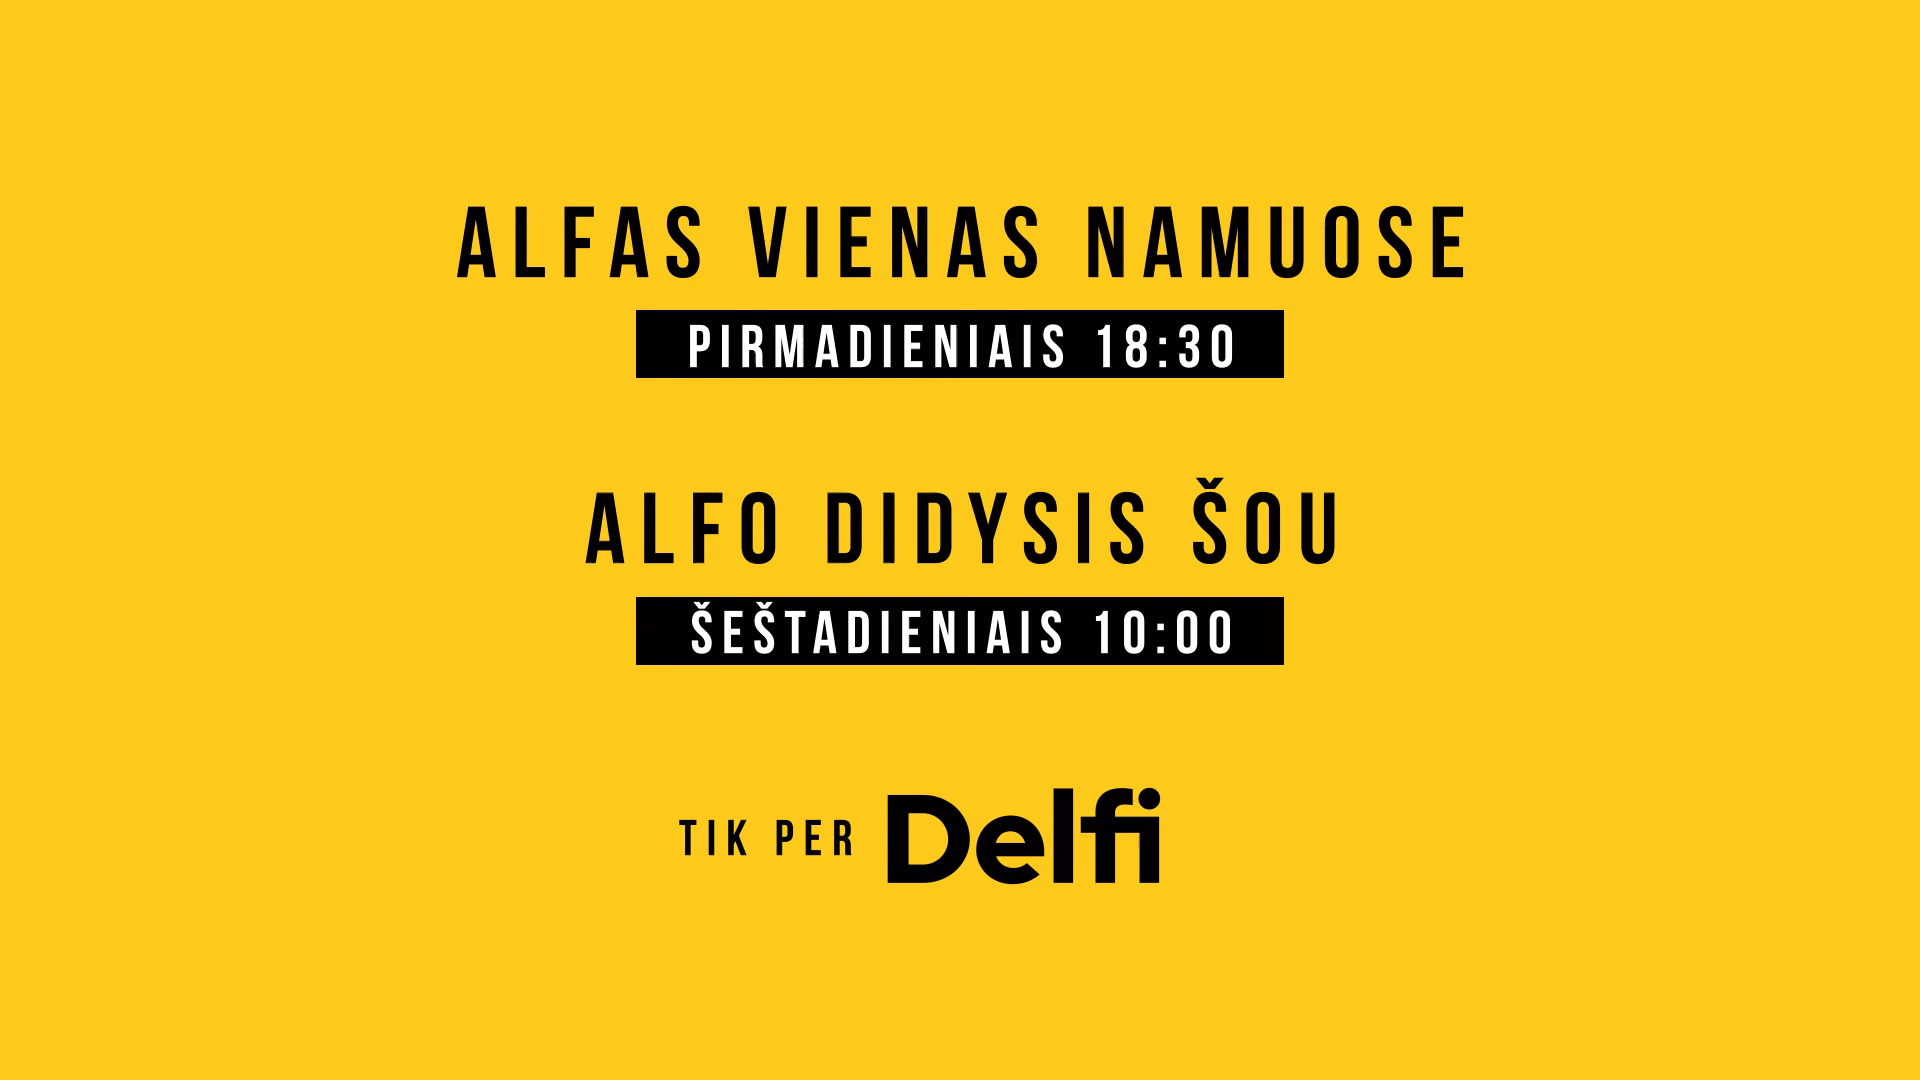 ALFAS VIENAS NAMUOSE
PIRMADIENIAIS 18:30
ALFO DIDYSIS ŠOU
ŠEŠTADIENIAIS 10:00
TIK PER Delfi